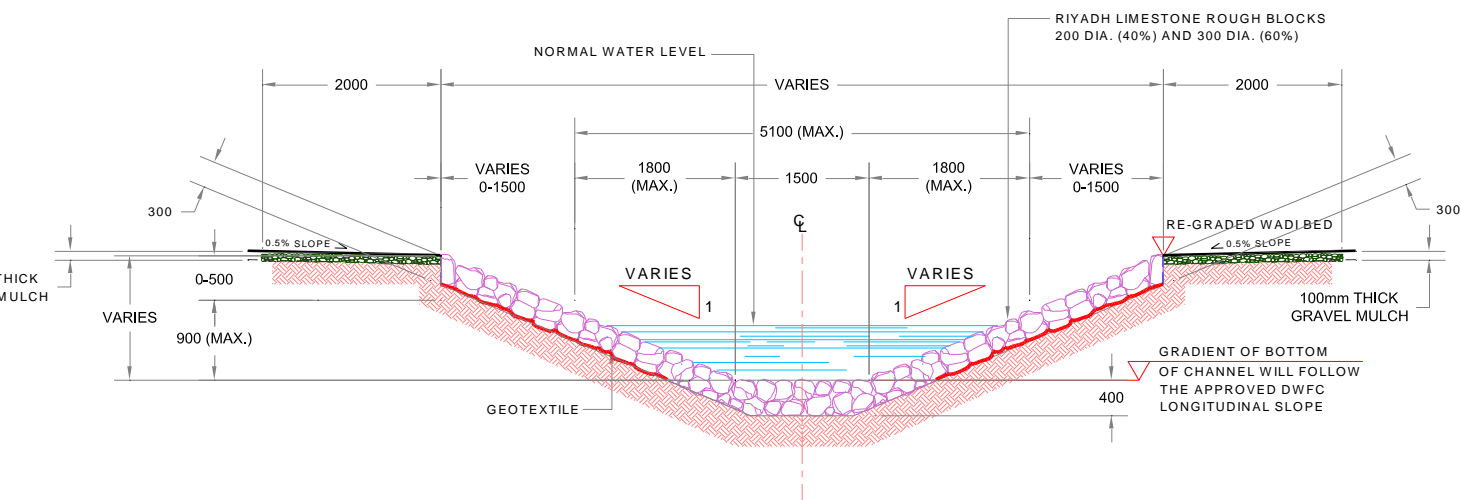 RIYADH LIMESTONE ROUGH BLOCKS
200 DIA. (40%) AND 300 DIA. (60%)
NORMAL WATER LEVEL
2000
VARIES
2000
5100 (MAX.)
VARIES
0-1500
1800
(MAX.)
1500
1800
(MAX.)
VARIES
0-1500
300
300
℄
RE-GRADED WADI BED
0.5% SLOPE
0.5% SLOPE
THICK
MULCH
0-500
VARIES
1
VARIES
1
100mm THICK
GRAVEL MULCH
VARIES
900 (MAX.)
GRADIENT OF BOTTOM
OF CHANNEL WILL FOLLOW
THE APPROVED DWFC
LONGITUDINAL SLOPE
400
GEOTEXTILE